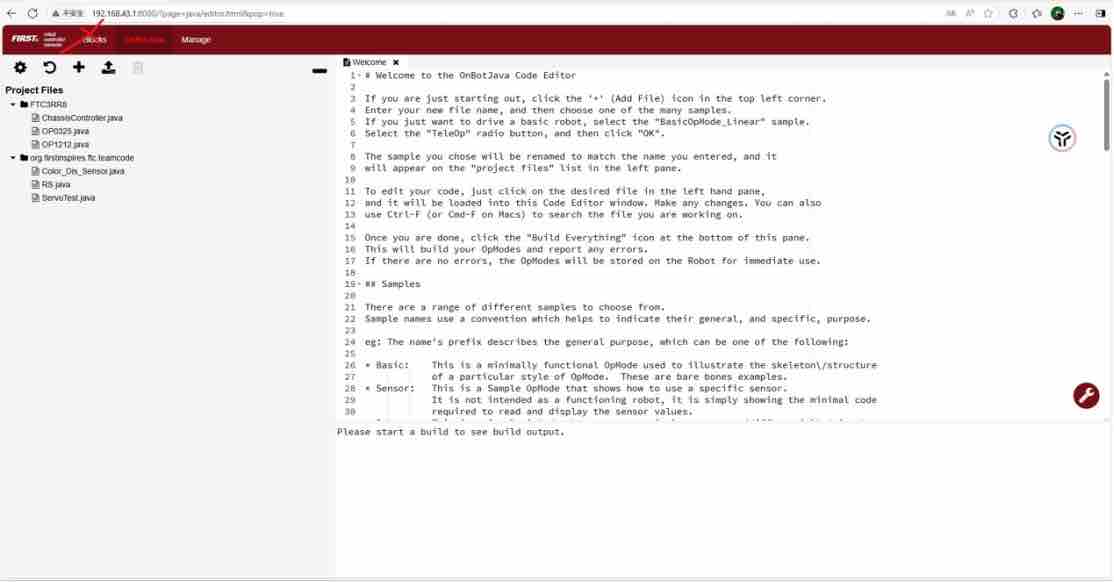 不安全 192.168.43.1:8080/?page=java/editor.html&pop=true
FIRST. robot controller console Blocks OnBotJava Manage
Project Files
FTC3RR8
ChassisController.java
OP0325.java
OP1212.java
org.firstinspires.ftc.teamcode
Color_Dis_Sensor.java
RS.java
ServoTest.java
Welcome
1 # Welcome to the OnBotJava Code Editor
2
3 If you are just starting out, click the '+' (Add File) icon in the top left corner.
4 Enter your new file name, and then choose one of the many samples.
5 If you just want to drive a basic robot, select the "BasicOpMode_Linear" sample.
6 Select the "TeleOp" radio button, and then click "OK".
7
8 The sample you chose will be renamed to match the name you entered, and it
9 will appear on the "project files" list in the left pane.
10
11 To edit your code, just click on the desired file in the left hand pane,
12 and it will be loaded into this Code Editor window. Make any changes. You can also
13 use Ctrl-F (or Cmd-F on Macs) to search the file you are working on.
14
15 Once you are done, click the "Build Everything" icon at the bottom of this pane.
16 This will build your OpModes and report any errors.
17 If there are no errors, the OpModes will be stored on the Robot for immediate use.
18
19 ## Samples
20
21 There are a range of different samples to choose from.
22 Sample names use a convention which helps to indicate their general, and specific, purpose.
23
24 eg: The name's prefix describes the general purpose, which can be one of the following:
25
26 * Basic: This is a minimally functional OpMode used to illustrate the skeleton\/structure
27 of a particular style of OpMode. These are bare bones examples.
28 * Sensor: This is a Sample OpMode that shows how to use a specific sensor.
29 It is not intended as a functioning robot, it is simply showing the minimal code
30 required to read and display the sensor values.
Please start a build to see build output.